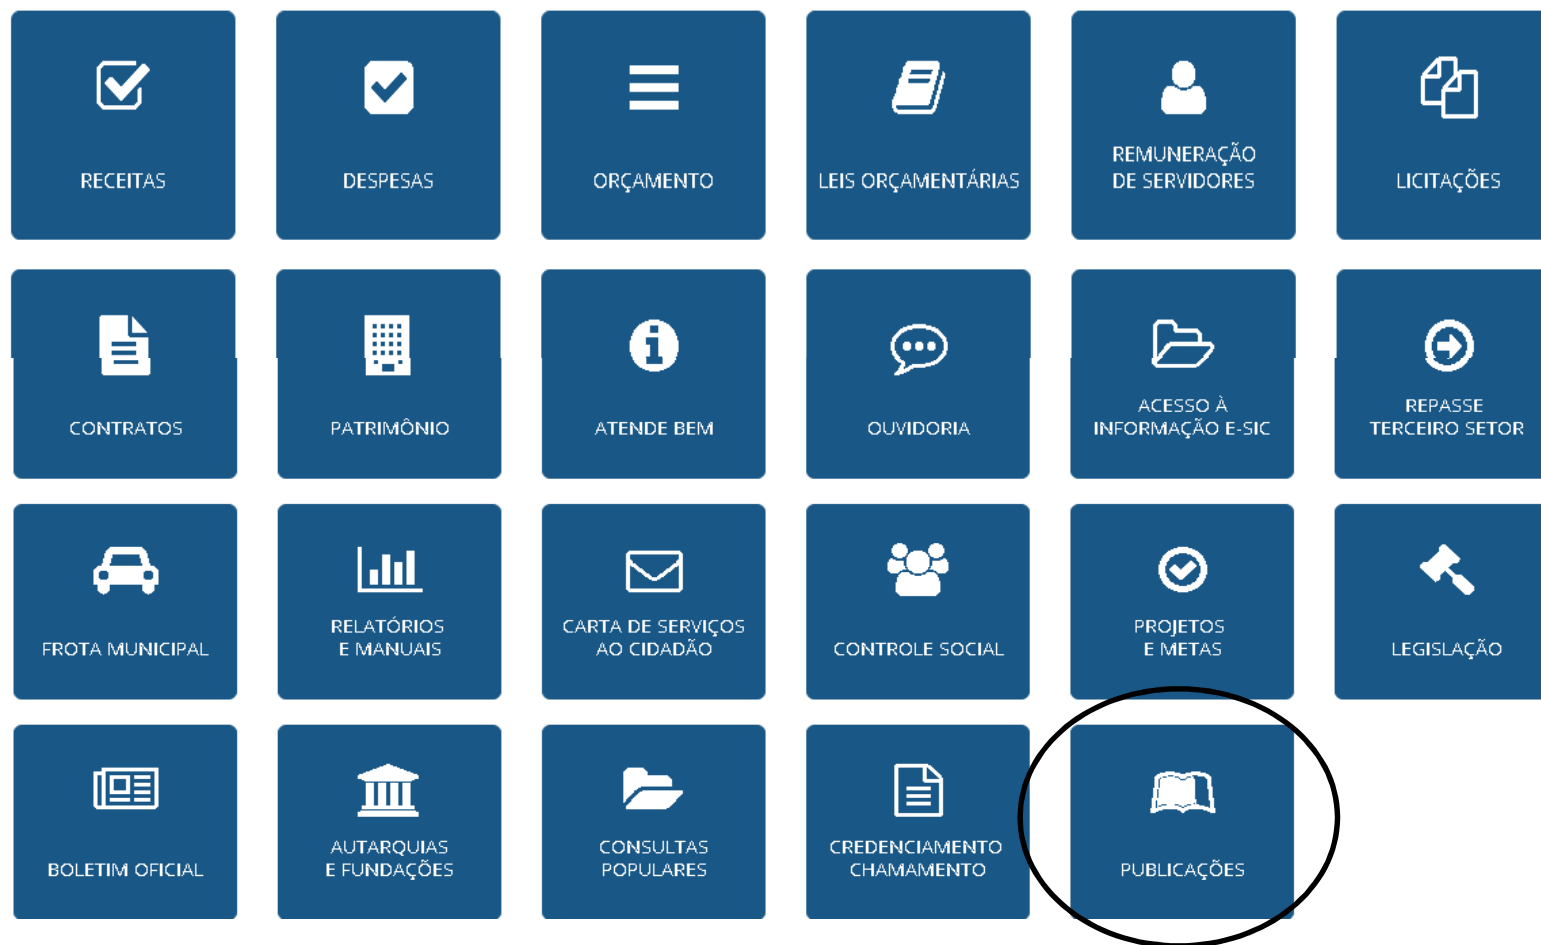 RECEITAS
DESPESAS
ORÇAMENTO
LEIS ORÇAMENTÁRIAS
REMUNERAÇÃO
DE SERVIDORES
LICITAÇÕES
CONTRATOS
PATRIMÔNIO
ATENDE BEM
OUVIDORIA
ACESSO À
INFORMAÇÃO E-SIC
REPASSE
TERCEIRO SETOR
FROTA MUNICIPAL
RELATÓRIOS
E MANUAIS
CARTA DE SERVIÇOS
AO CIDADÃO
CONTROLE SOCIAL
PROJETOS
E METAS
LEGISLAÇÃO
BOLETIM OFICIAL
AUTARQUIAS
E FUNDAÇÕES
CONSULTAS
POPULARES
CREDENCIAMENTO
CHAMAMENTO
PUBLICAÇÕES